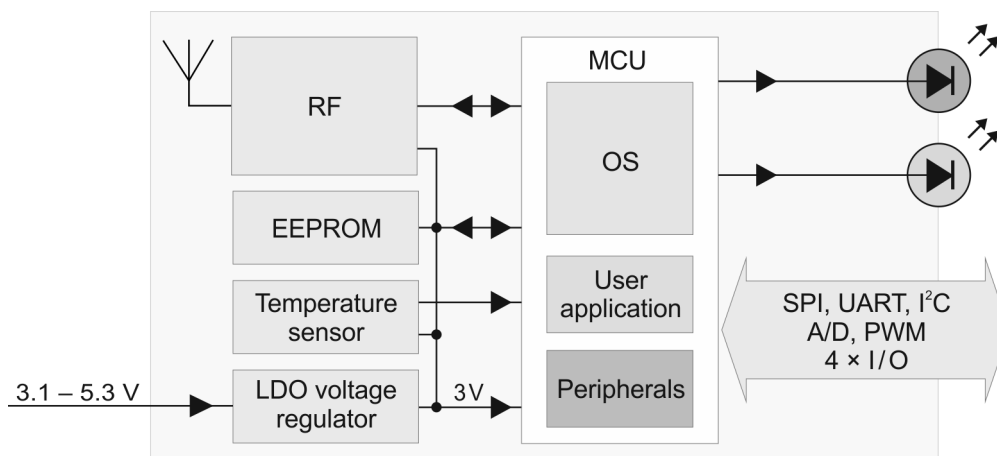 RF
EEPROM
Temperature
sensor
3.1 – 5.3 V
LDO voltage
regulator
3V
MCU
OS
User
application
Peripherals
SPI, UART, I²C
A/D, PWM
4 × I/O